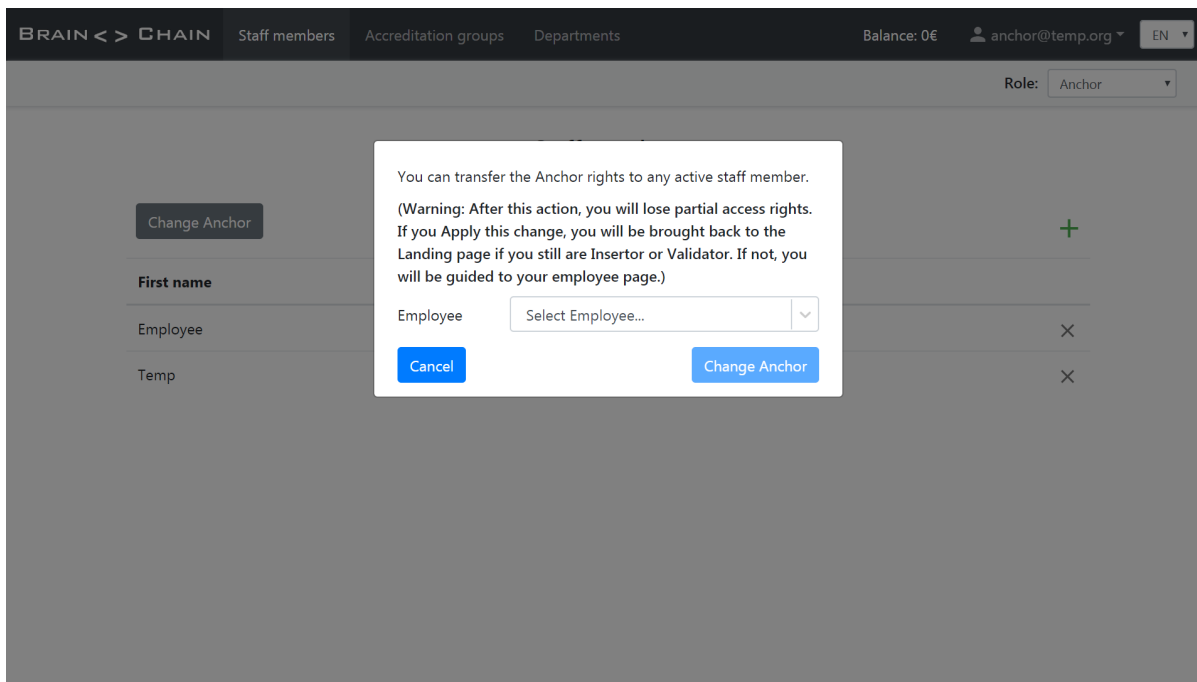 BRAIN < > CHAIN Staff members Accreditation groups Departments Balance: 0€ anchor@temp.org EN
Role: Anchor
You can transfer the Anchor rights to any active staff member.
(Warning: After this action, you will lose partial access rights.
If you Apply this change, you will be brought back to the
Landing page if you still are Insertor or Validator. If not, you
will be guided to your employee page.)
Employee Select Employee...
Cancel Change Anchor
Change Anchor
First name
Employee
Temp